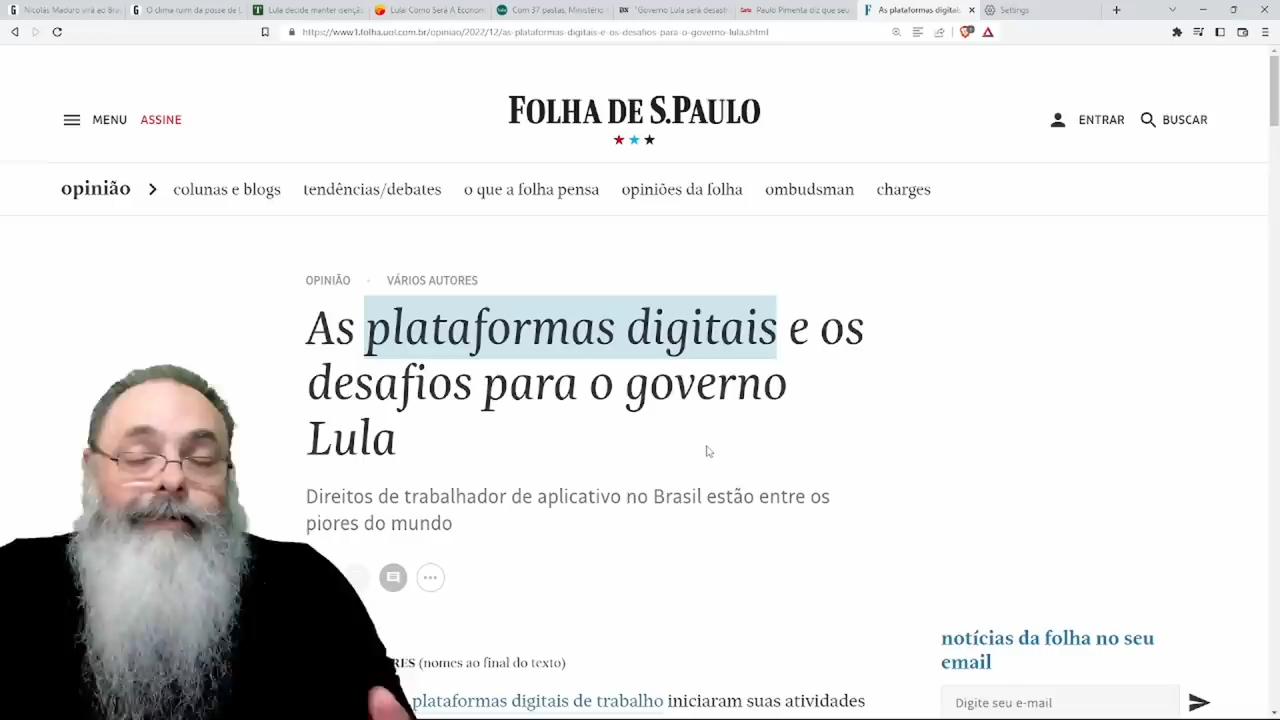 Nicolás Maduro virá ao Bra
O clima ruim da posse de L
Lula decide manter isençã
Lula: Como Será A Econom
Com 37 pastas, Ministério
"Governo Lula será desast
Paulo Pimenta diz que seu
As plataformas digitais
Settings
https://www1.folha.uol.com.br/opiniao/2022/12/as-plataformas-digitais-e-os-desafios-para-o-governo-lula.shtml
MENU ASSINE
FOLHA DE S.PAULO
ENTRAR BUSCAR
opinião
colunas e blogs
tendências/debates
o que a folha pensa
opiniões da folha
ombudsman
charges
OPINIÃO
VÁRIOS AUTORES
As plataformas digitais e os
desafios para o governo
Lula
Direitos de trabalhador de aplicativo no Brasil estão entre os
piores do mundo
RES (nomes ao final do texto)
plataformas digitais de trabalho iniciaram suas atividades
notícias da folha no seu
email
Digite seu e-mail